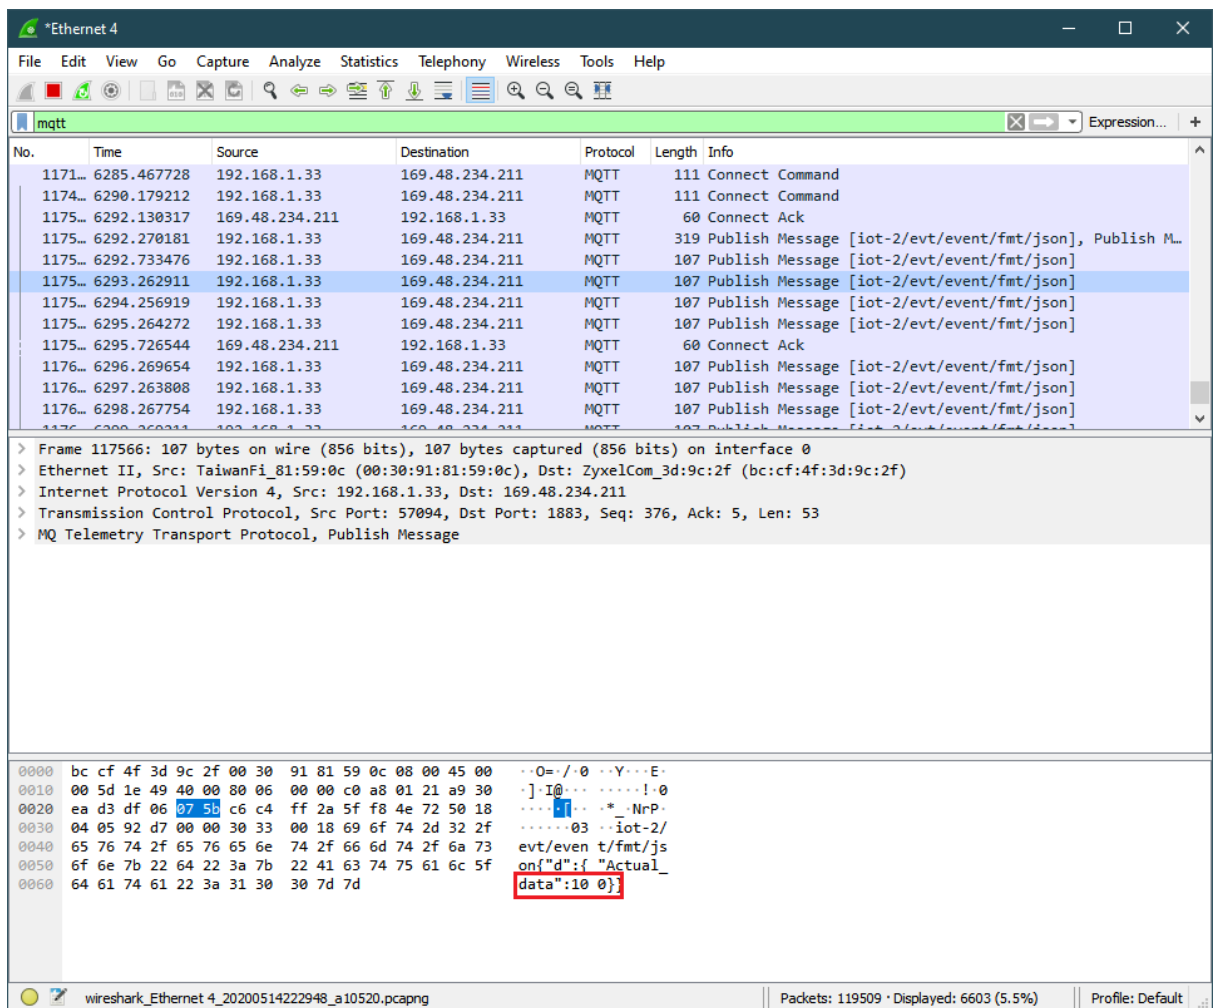 *Ethernet 4
File Edit View Go Capture Analyze Statistics Telephony Wireless Tools Help
mqtt Expression... +
No. Time Source Destination Protocol Length Info
1171… 6285.467728 192.168.1.33 169.48.234.211 MQTT 111 Connect Command
1174… 6290.179212 192.168.1.33 169.48.234.211 MQTT 111 Connect Command
1175… 6292.130317 169.48.234.211 192.168.1.33 MQTT 60 Connect Ack
1175… 6292.270181 192.168.1.33 169.48.234.211 MQTT 319 Publish Message [iot-2/evt/event/fmt/json], Publish M…
1175… 6292.733476 192.168.1.33 169.48.234.211 MQTT 107 Publish Message [iot-2/evt/event/fmt/json]
1175… 6293.262911 192.168.1.33 169.48.234.211 MQTT 107 Publish Message [iot-2/evt/event/fmt/json]
1175… 6294.256919 192.168.1.33 169.48.234.211 MQTT 107 Publish Message [iot-2/evt/event/fmt/json]
1175… 6295.264272 192.168.1.33 169.48.234.211 MQTT 107 Publish Message [iot-2/evt/event/fmt/json]
1175… 6295.726544 169.48.234.211 192.168.1.33 MQTT 60 Connect Ack
1176… 6296.269654 192.168.1.33 169.48.234.211 MQTT 107 Publish Message [iot-2/evt/event/fmt/json]
1176… 6297.263808 192.168.1.33 169.48.234.211 MQTT 107 Publish Message [iot-2/evt/event/fmt/json]
1176… 6298.267754 192.168.1.33 169.48.234.211 MQTT 107 Publish Message [iot-2/evt/event/fmt/json]
> Frame 117566: 107 bytes on wire (856 bits), 107 bytes captured (856 bits) on interface 0
> Ethernet II, Src: TaiwanFi_81:59:0c (00:30:91:81:59:0c), Dst: ZyxelCom_3d:9c:2f (bc:cf:4f:3d:9c:2f)
> Internet Protocol Version 4, Src: 192.168.1.33, Dst: 169.48.234.211
> Transmission Control Protocol, Src Port: 57094, Dst Port: 1883, Seq: 376, Ack: 5, Len: 53
> MQ Telemetry Transport Protocol, Publish Message
0000 bc cf 4f 3d 9c 2f 00 30 91 81 59 0c 08 00 45 00 ··O=·/·0 ··Y···E·
0010 00 5d 1e 49 40 00 80 06 00 00 c0 a8 01 21 a9 30 ·]·I@··· ·····!·0
0020 ea d3 df 06 07 5b c6 c4 ff 2a 5f f8 4e 72 50 18 ·····[·· ·*_·NrP·
0030 04 05 92 d7 00 00 30 33 00 18 69 6f 74 2d 32 2f ······03 ··iot-2/
0040 65 76 74 2f 65 76 65 6e 74 2f 66 6d 74 2f 6a 73 evt/even t/fmt/js
0050 6f 6e 7b 22 64 22 3a 7b 22 41 63 74 75 61 6c 5f on{"d":{ "Actual_
0060 64 61 74 61 22 3a 31 30 30 7d 7d data":10 0}}
wireshark_Ethernet 4_20200514222948_a10520.pcapng Packets: 119509 · Displayed: 6603 (5.5%) Profile: Default